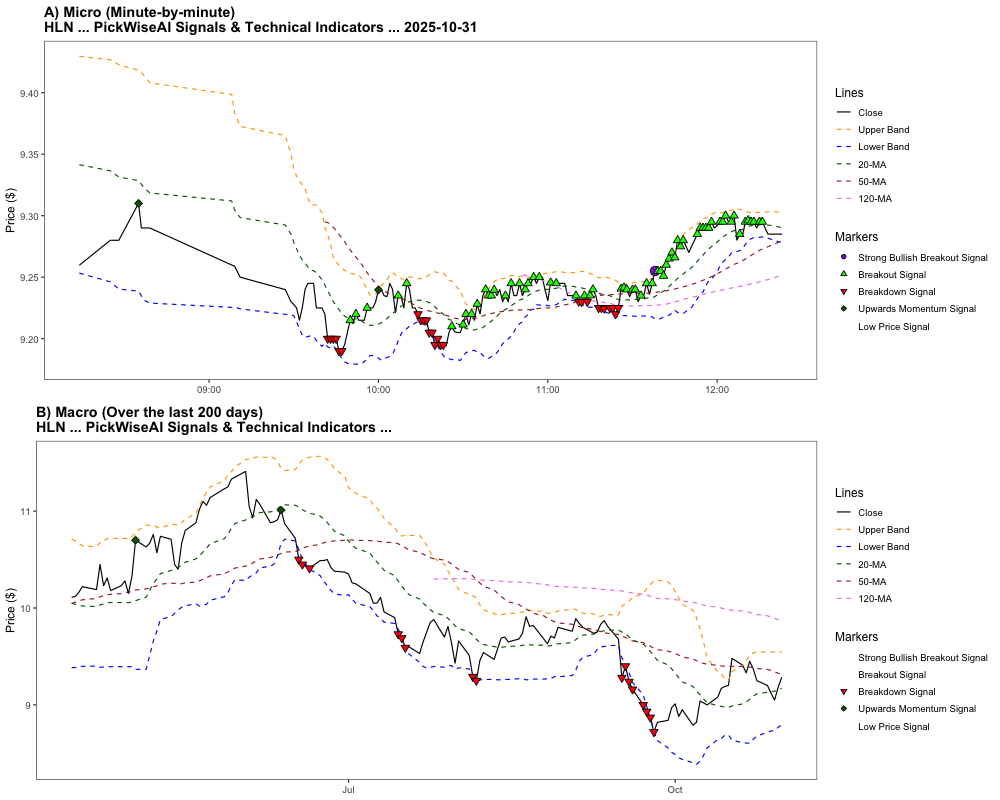 A) Micro (Minute-by-minute)
HLN ... PickWiseAI Signals & Technical Indicators ... 2025-10-31
Price ($)
9.40
9.35
9.30
9.25
9.20
09:00
10:00
11:00
12:00
Lines
Close
Upper Band
Lower Band
20-MA
50-MA
120-MA
Markers
Strong Bullish Breakout Signal
Breakout Signal
Breakdown Signal
Upwards Momentum Signal
Low Price Signal
B) Macro (Over the last 200 days)
HLN ... PickWiseAI Signals & Technical Indicators ...
Price ($)
11
10
9
Jul
Oct
Lines
Close
Upper Band
Lower Band
20-MA
50-MA
120-MA
Markers
Strong Bullish Breakout Signal
Breakout Signal
Breakdown Signal
Upwards Momentum Signal
Low Price Signal